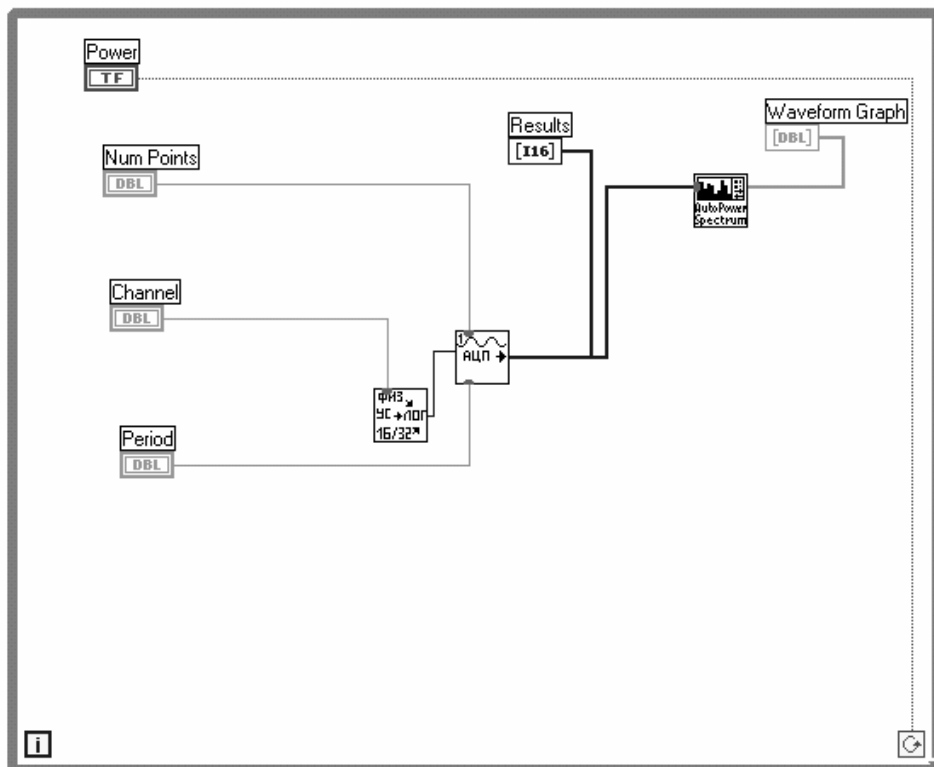 Power
TF
Waveform Graph
[DBL]
Results
[I16]
Num Points
DBL
AutoPower
Spectrum
Channel
DBL
1
АЦП
ФИЗ
УС→ЛОГ
16/32
Period
DBL
i